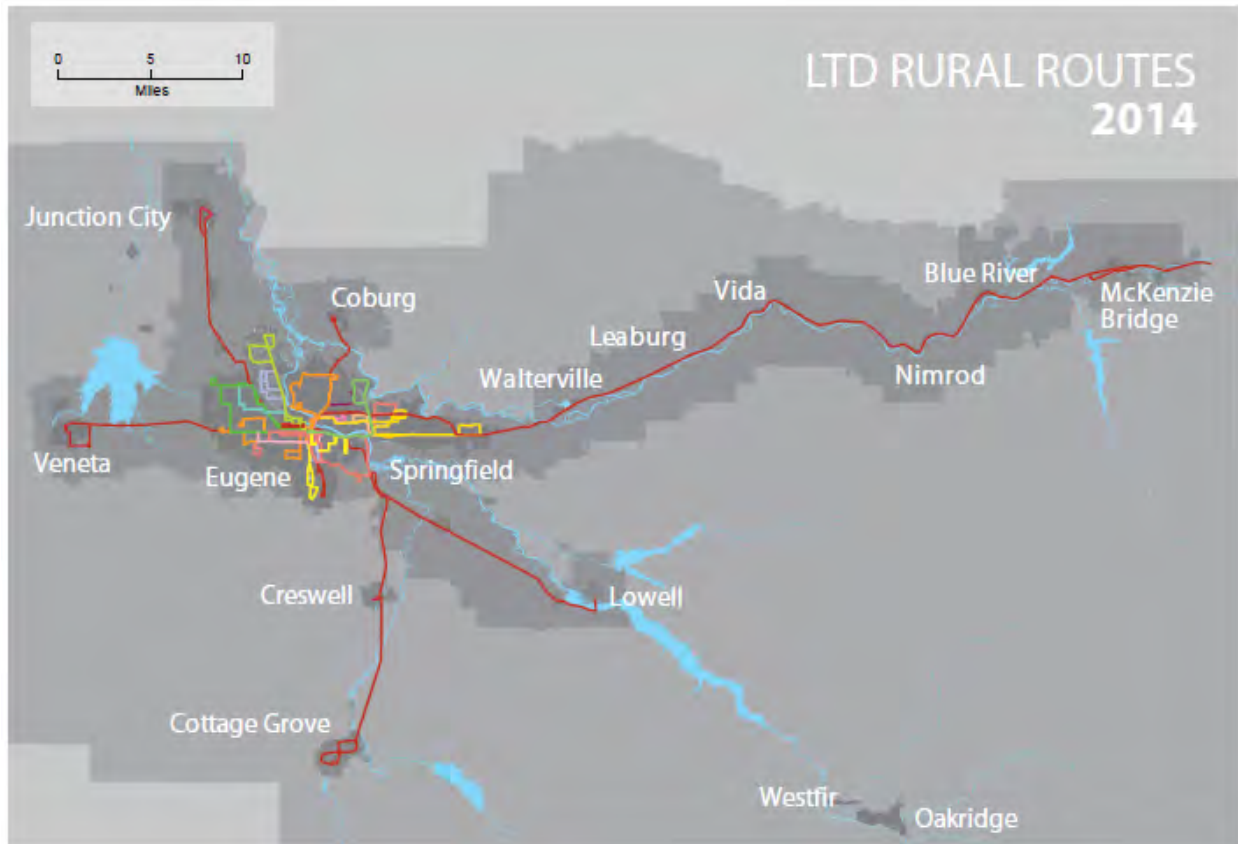 0 5 10
Miles
LTD RURAL ROUTES
2014
Junction City
Coburg
Blue River
McKenzie
Bridge
Vida
Leaburg
Nimrod
Walterville
Veneta
Eugene
Springfield
Creswell
Lowell
Cottage Grove
Westfir
Oakridge